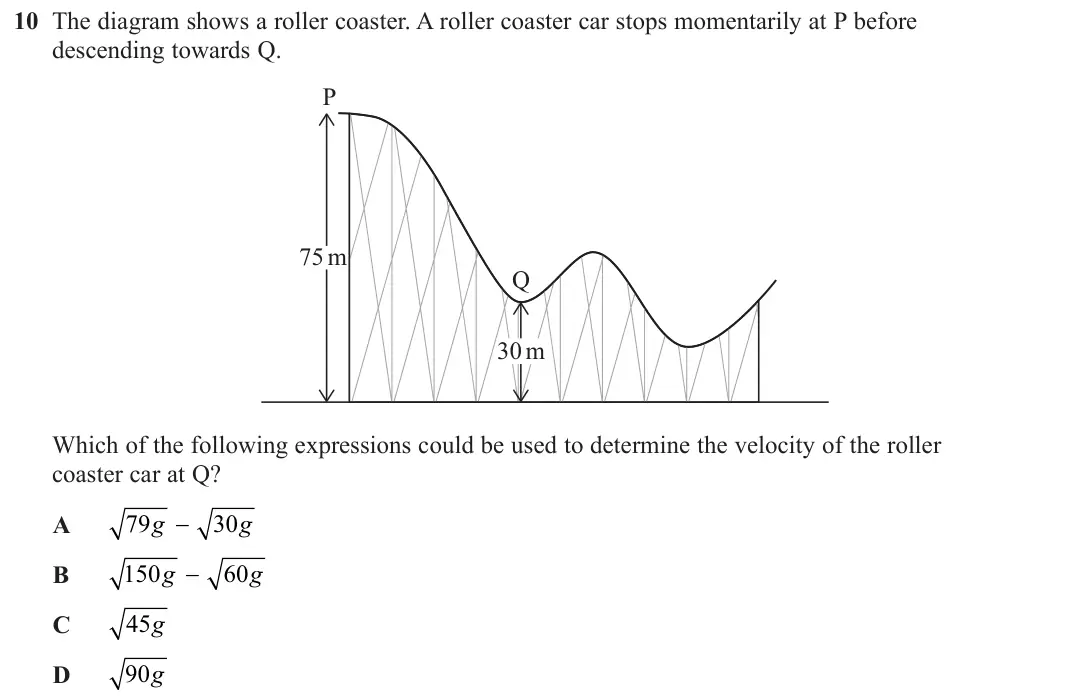 10 The diagram shows a roller coaster. A roller coaster car stops momentarily at P before
descending towards Q.
P
75 m
Q
30 m
Which of the following expressions could be used to determine the velocity of the roller
coaster car at Q?
A √79g − √30g
B √150g − √60g
C √45g
D √90g